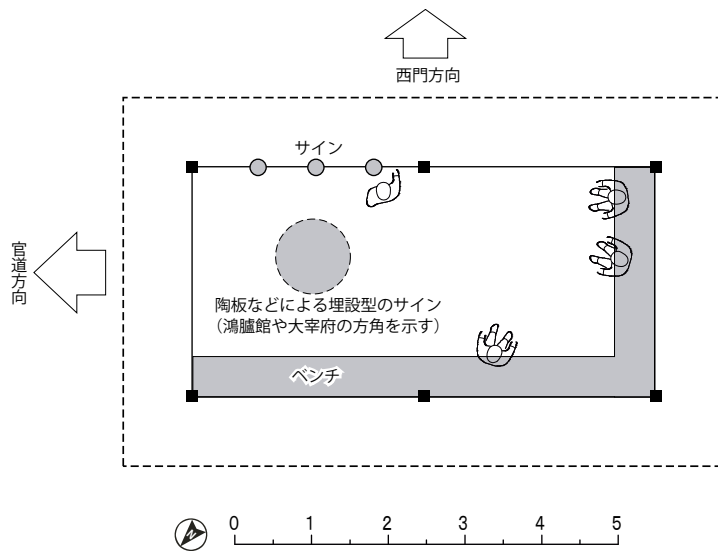 西門方向
サイン
官道方向
陶板などによる埋設型のサイン
（鴻臚館や大宰府の方角を示す）
ベンチ
N
0 1 2 3 4 5